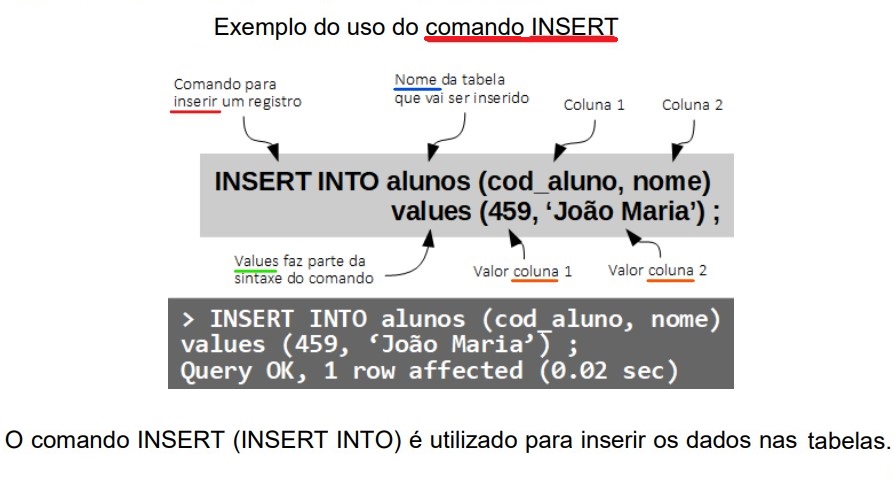 Exemplo do uso do comando INSERT
Comando para
inserir um registro
Nome da tabela
que vai ser inserido
Coluna 1
Coluna 2
INSERT INTO alunos (cod_aluno, nome)
values (459, ‘João Maria’) ;
Values faz parte da
sintaxe do comando
Valor coluna 1
Valor coluna 2
> INSERT INTO alunos (cod_aluno, nome)
values (459, ‘João Maria’) ;
Query OK, 1 row affected (0.02 sec)
O comando INSERT (INSERT INTO) é utilizado para inserir os dados nas tabelas.